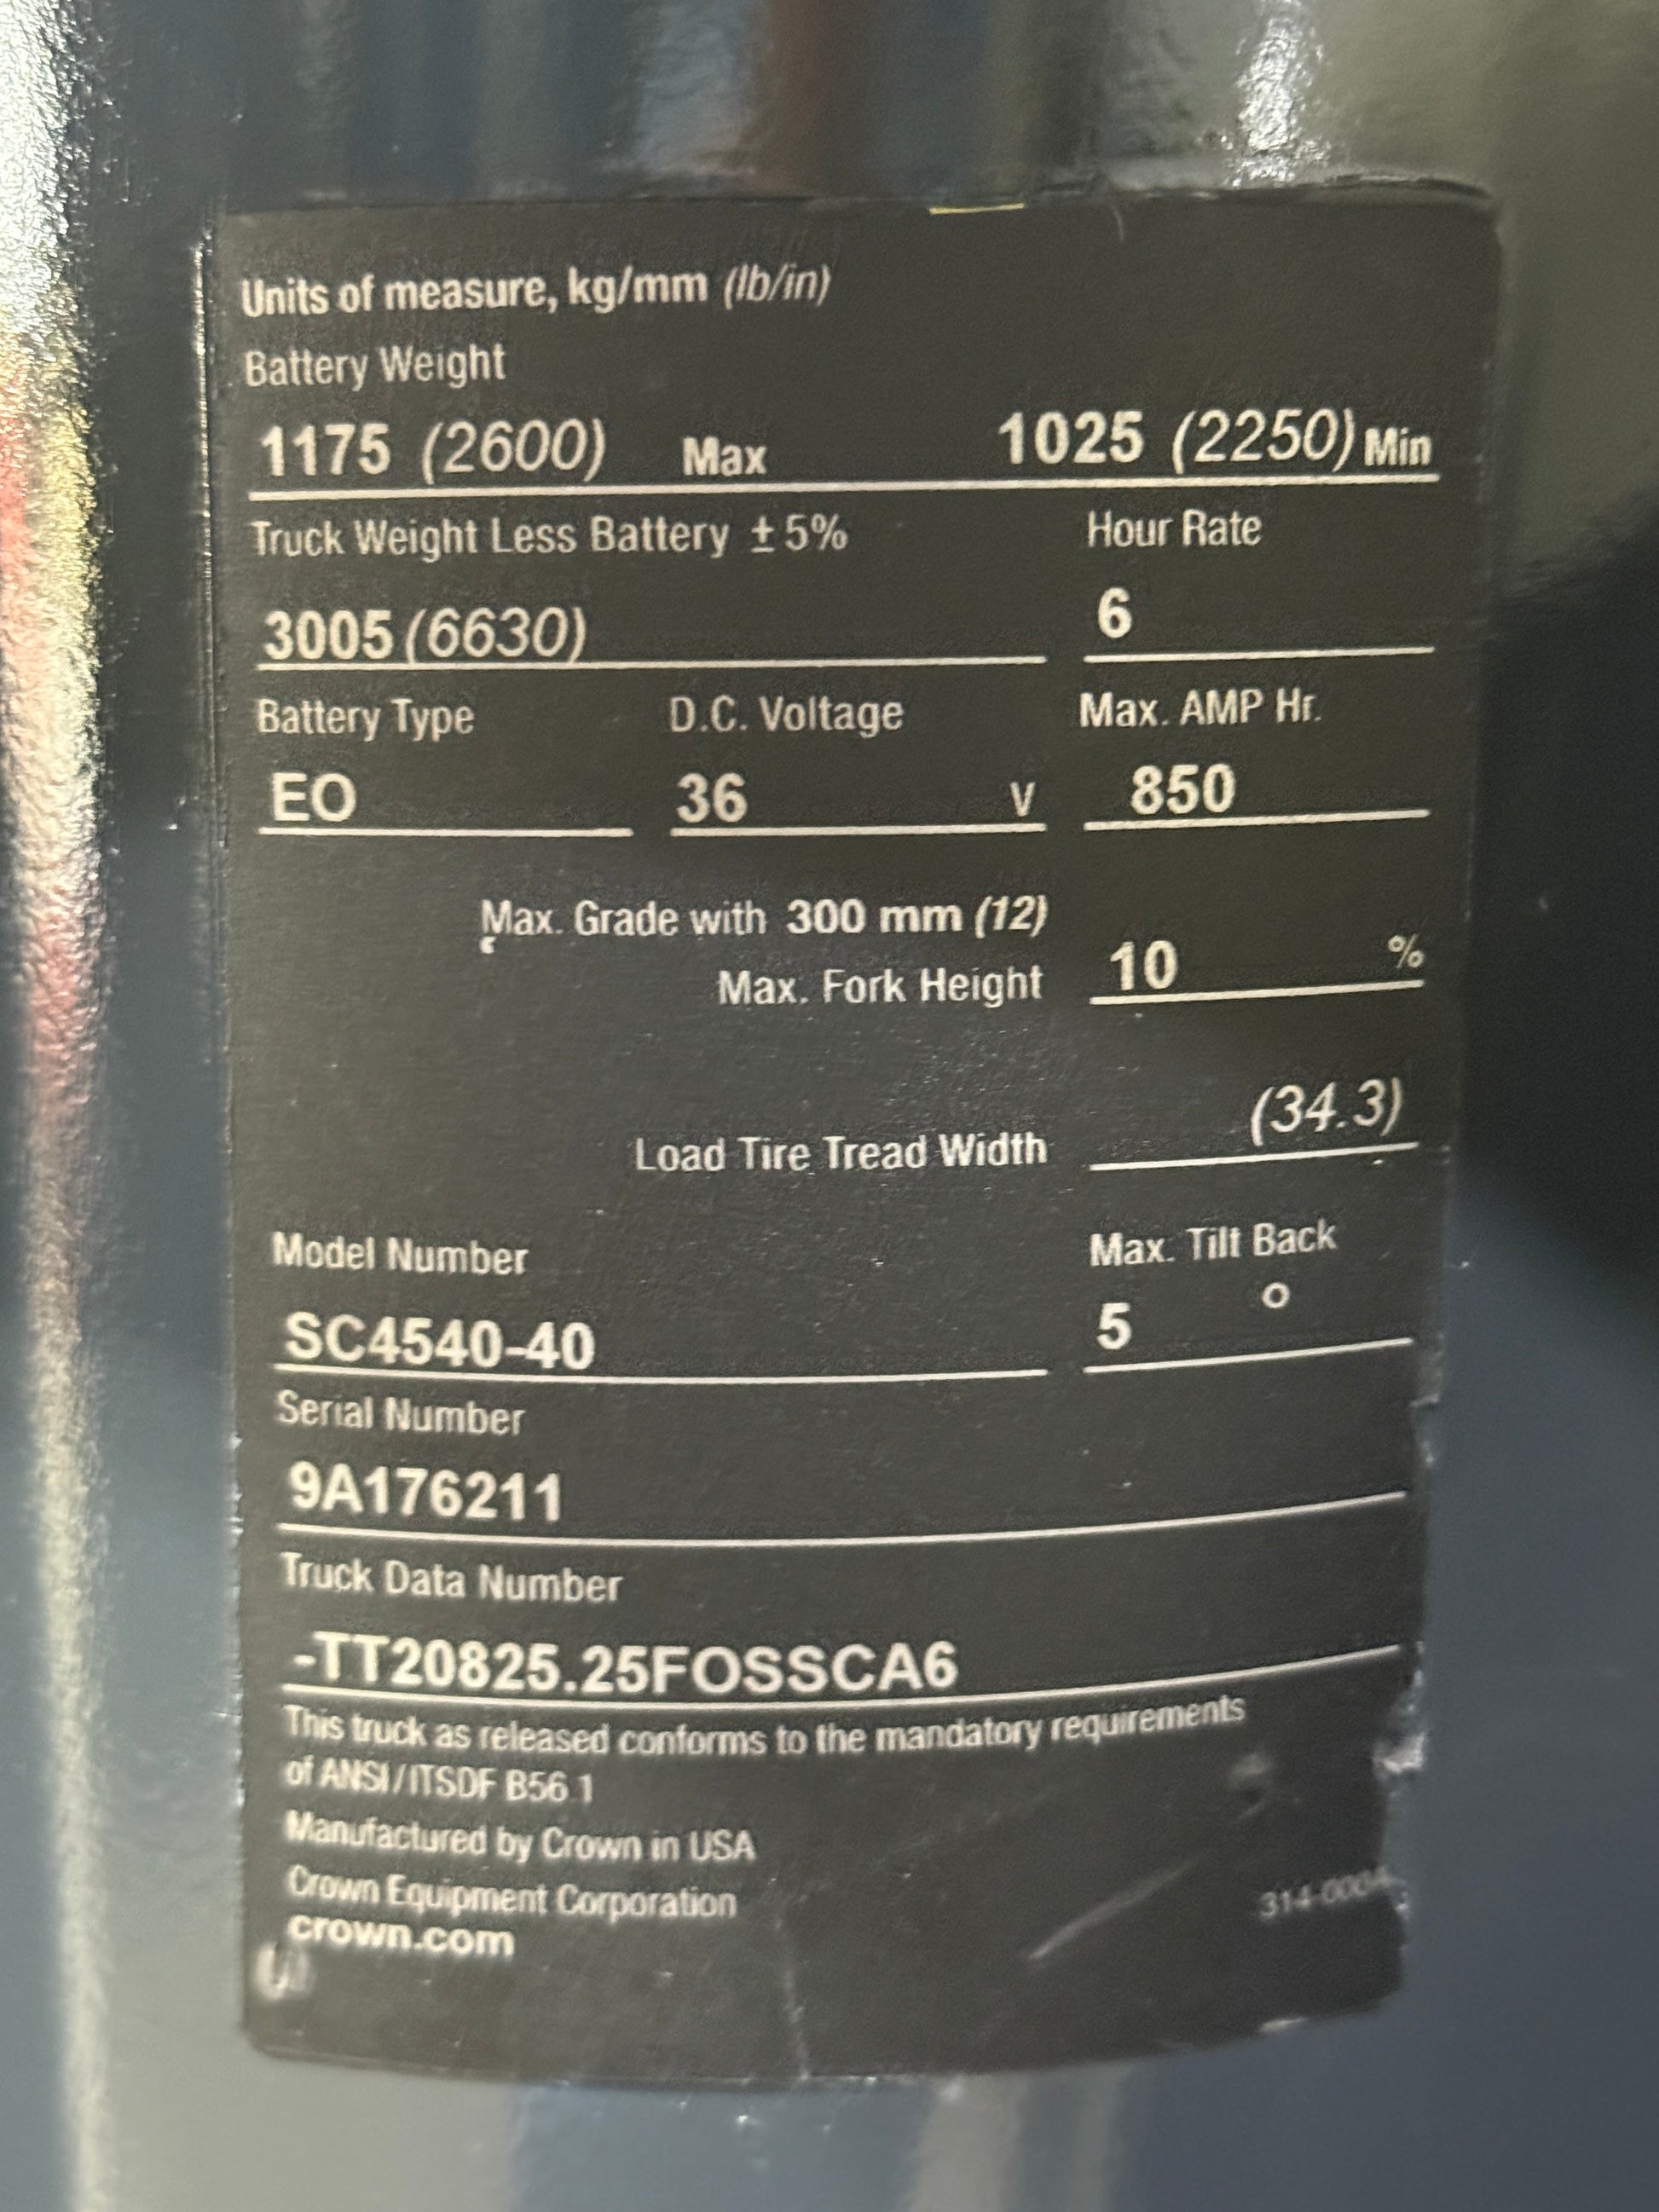 Units of measure, kg/mm (lb/in)
Battery Weight
1175 (2600) Max 1025 (2250) Min
Truck Weight Less Battery ± 5% Hour Rate
3005 (6630) 6
Battery Type D.C. Voltage Max. AMP Hr.
EO 36 V 850
Max. Grade with 300 mm (12)
Max. Fork Height 10 %
Load Tire Tread Width (34.3)
Model Number Max. Tilt Back
SC4540-40 5 °
Serial Number
9A176211
Truck Data Number
-TT20825.25FOSSCA6
This truck as released conforms to the mandatory requirements
of ANSI/ITSDF B56.1
Manufactured by Crown in USA
Crown Equipment Corporation
crown.com